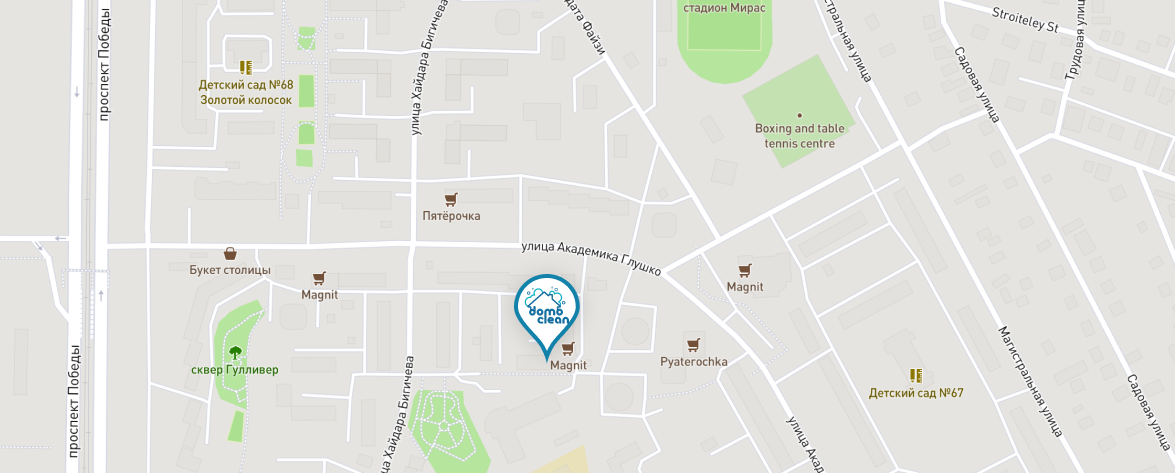 стадион Мирас
Stroiteley St
проспект Победы
улица Хайдара Бигичева
Садовая улица
Трудовая улица
Детский сад №68
Золотой колосок
Boxing and table
tennis centre
Пятёрочка
улица Академика Глушко
Букет столицы
Magnit
Magnit
domo
clean
Magnit
Pyaterochka
сквер Гулливер
Детский сад №67
проспект Победы
Магистральная улица
Садовая улица